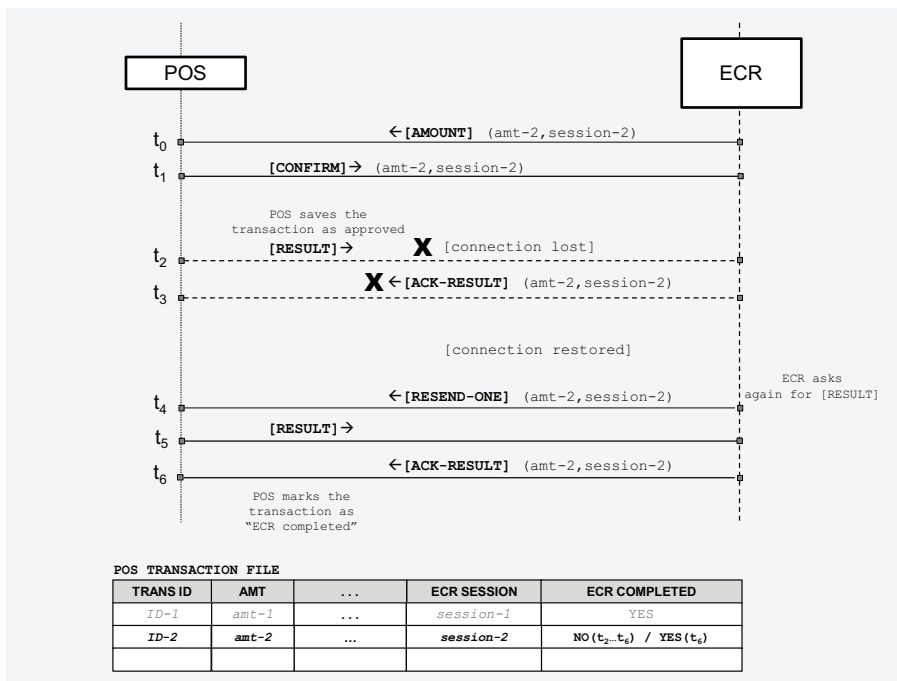 POS
ECR
t0 ←[AMOUNT] (amt-2,session-2)
t1 [CONFIRM]→ (amt-2,session-2)
POS saves the
transaction as approved
t2 [RESULT]→ X [connection lost]
t3 X ←[ACK-RESULT] (amt-2,session-2)
[connection restored]
ECR asks
again for [RESULT]
t4 ←[RESEND-ONE] (amt-2,session-2)
t5 [RESULT]→
t6 ←[ACK-RESULT] (amt-2,session-2)
POS marks the
transaction as
“ECR completed”
POS TRANSACTION FILE
TRANS ID AMT ... ECR SESSION ECR COMPLETED
ID-1 amt-1 ... session-1 YES
ID-2 amt-2 ... session-2 NO(t2…t6) / YES(t6)